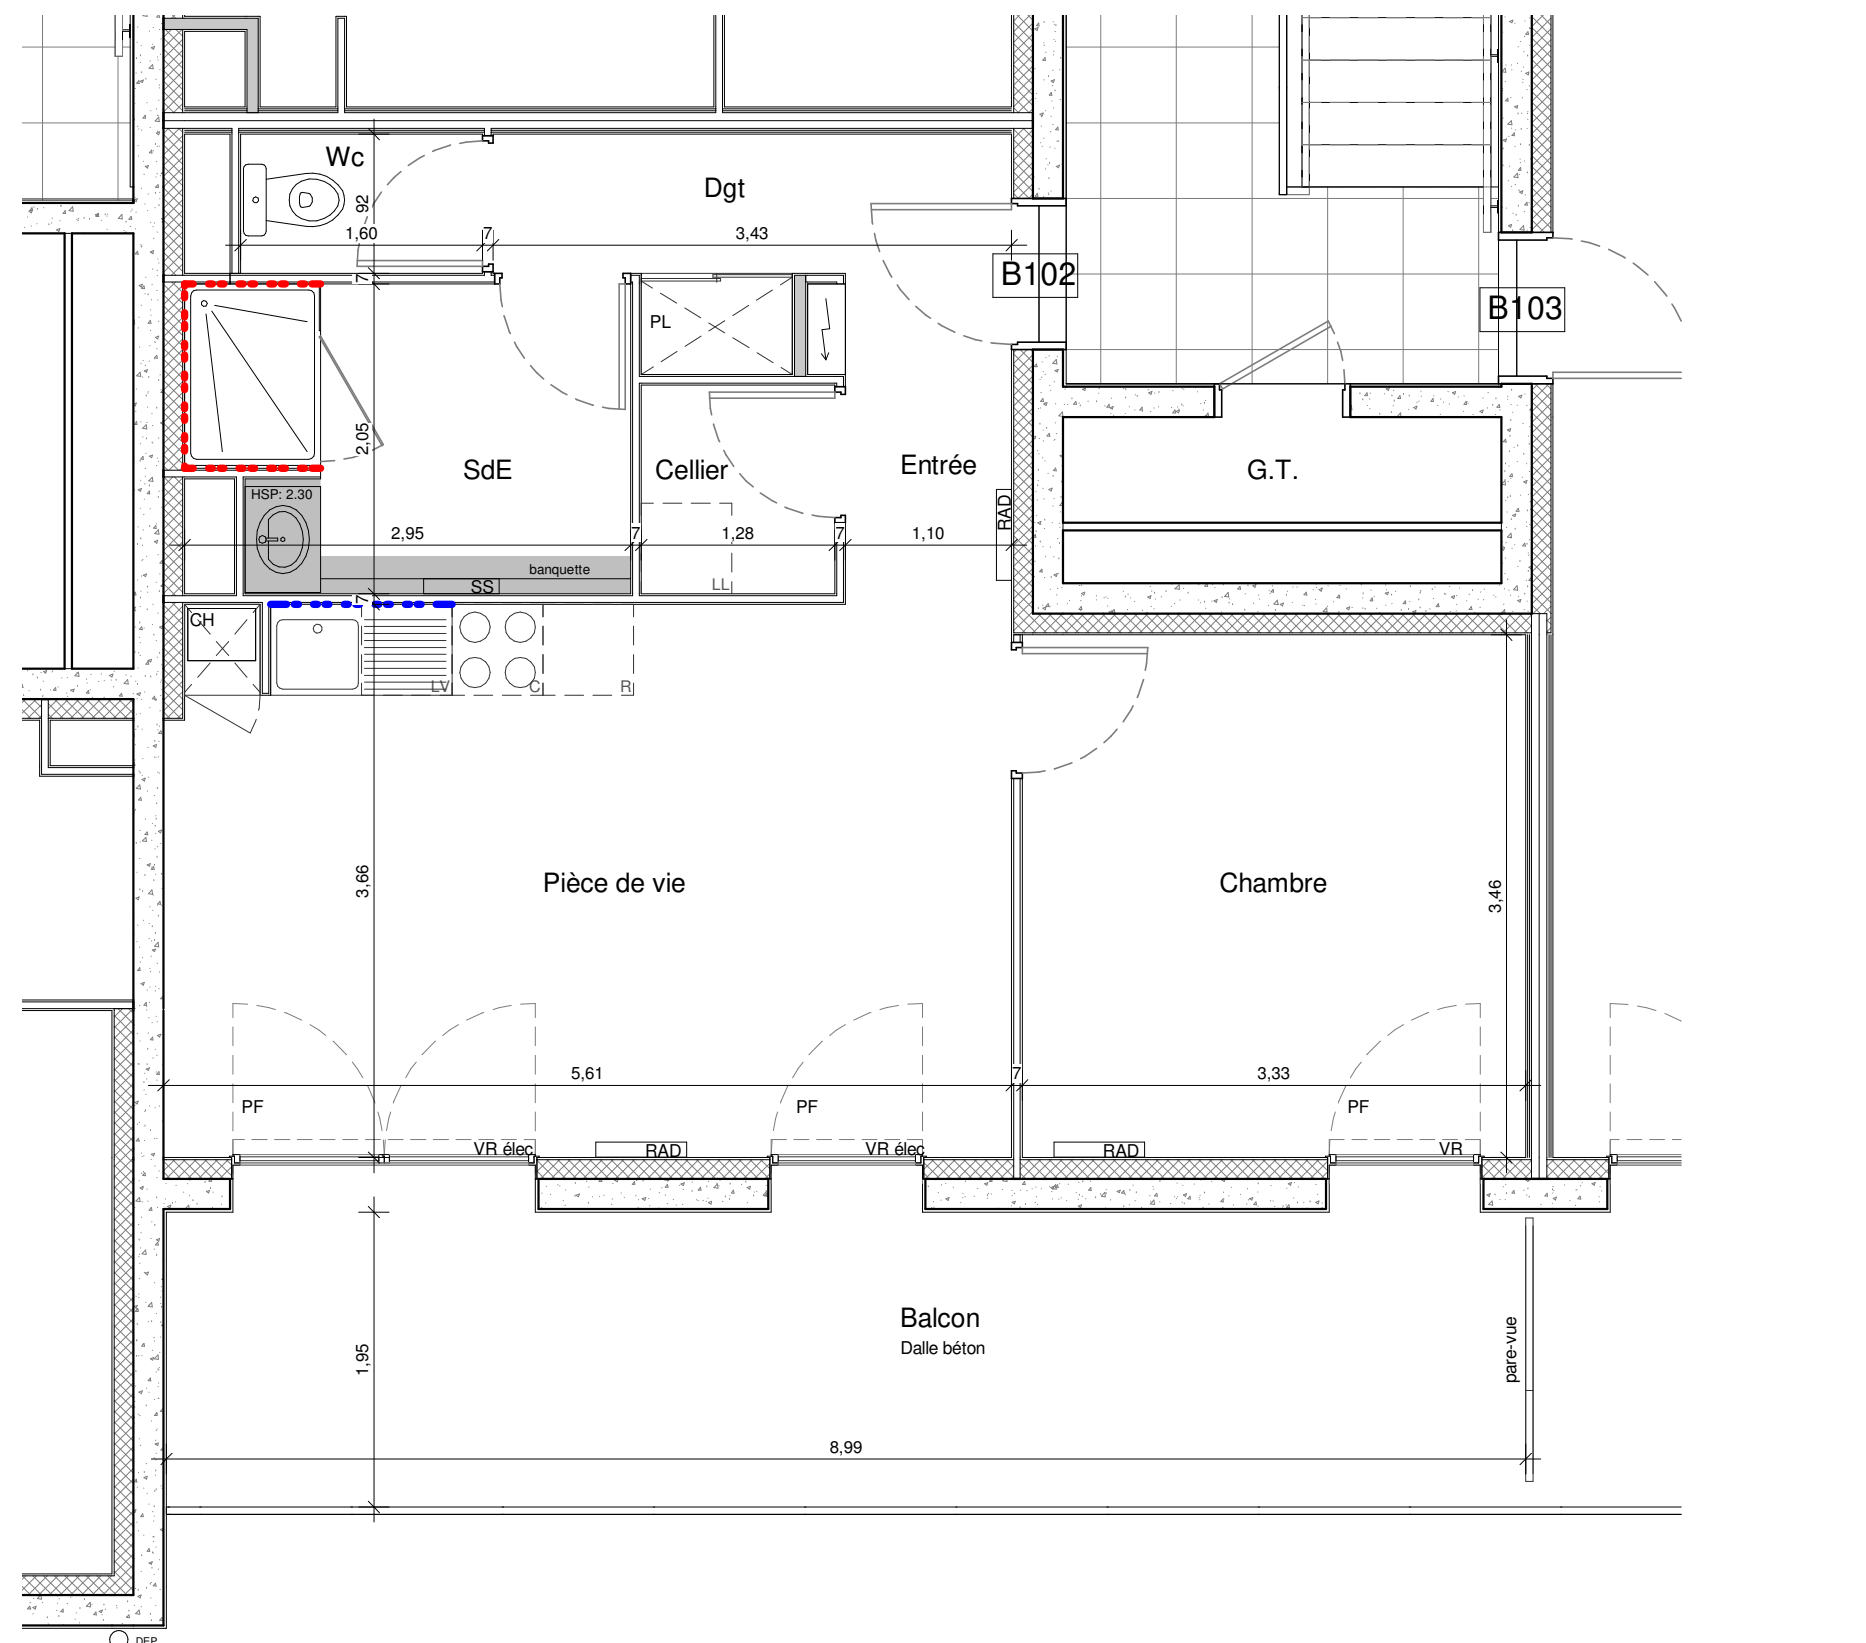 Wc
Dgt
92
1,60
7
3,43
B102
7
B103
PL
2,05
SdE
Cellier
Entrée
G.T.
HSP: 2.30
RAD
2,95
7
1,28
7
1,10
banquette
SS
LL
7
CH
LV
C
R
3,66
Pièce de vie
Chambre
3,46
5,61
7
3,33
PF
PF
PF
VR élec
RAD
VR élec
RAD
VR
Balcon
Dalle béton
1,95
pare-vue
8,99
DEP